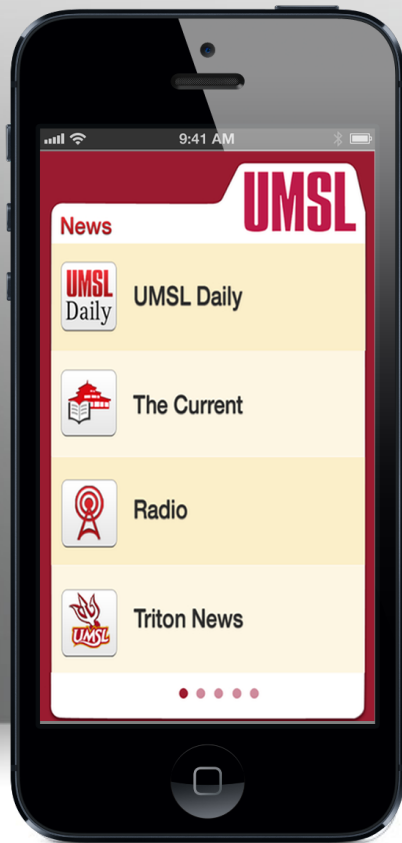 9:41 AM
UMSL
News
UMSL
Daily
UMSL Daily
The Current
Radio
UMSL
Triton News